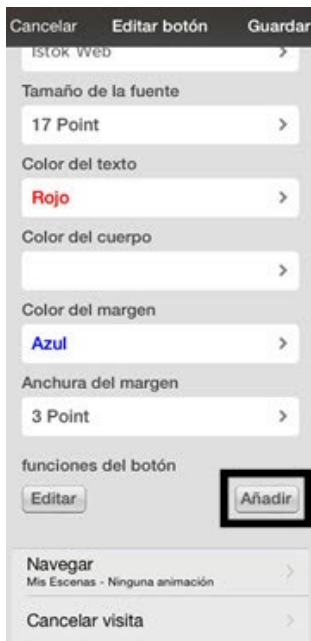 Cancelar Editar botón Guardar
Istok Web
Tamaño de la fuente
17 Point
Color del texto
Rojo
Color del cuerpo
Color del margen
Azul
Anchura del margen
3 Point
funciones del botón
Editar Añadir
Navegar
Mis Escenas - Ninguna animación
Cancelar visita